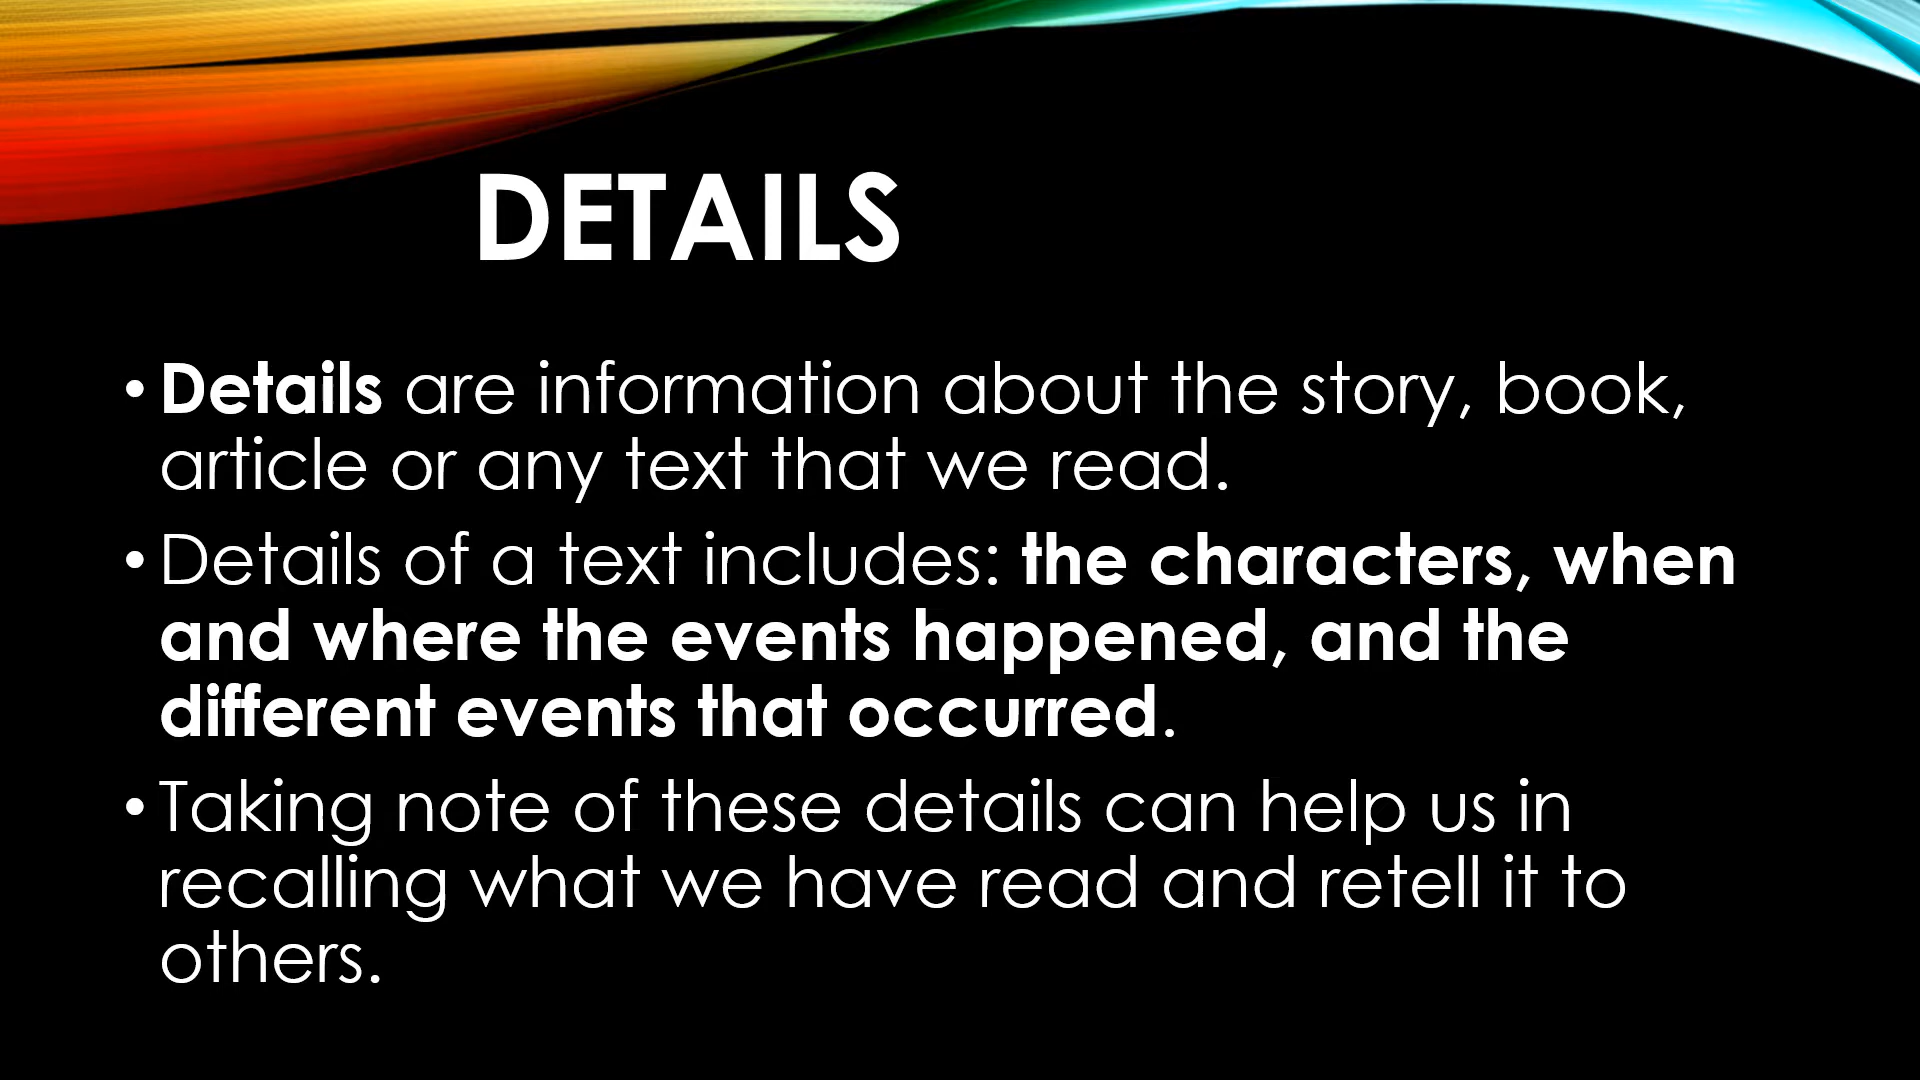 DETAILS
• Details are information about the story, book,
article or any text that we read.
• Details of a text includes: the characters, when
and where the events happened, and the
different events that occurred.
• Taking note of these details can help us in
recalling what we have read and retell it to
others.